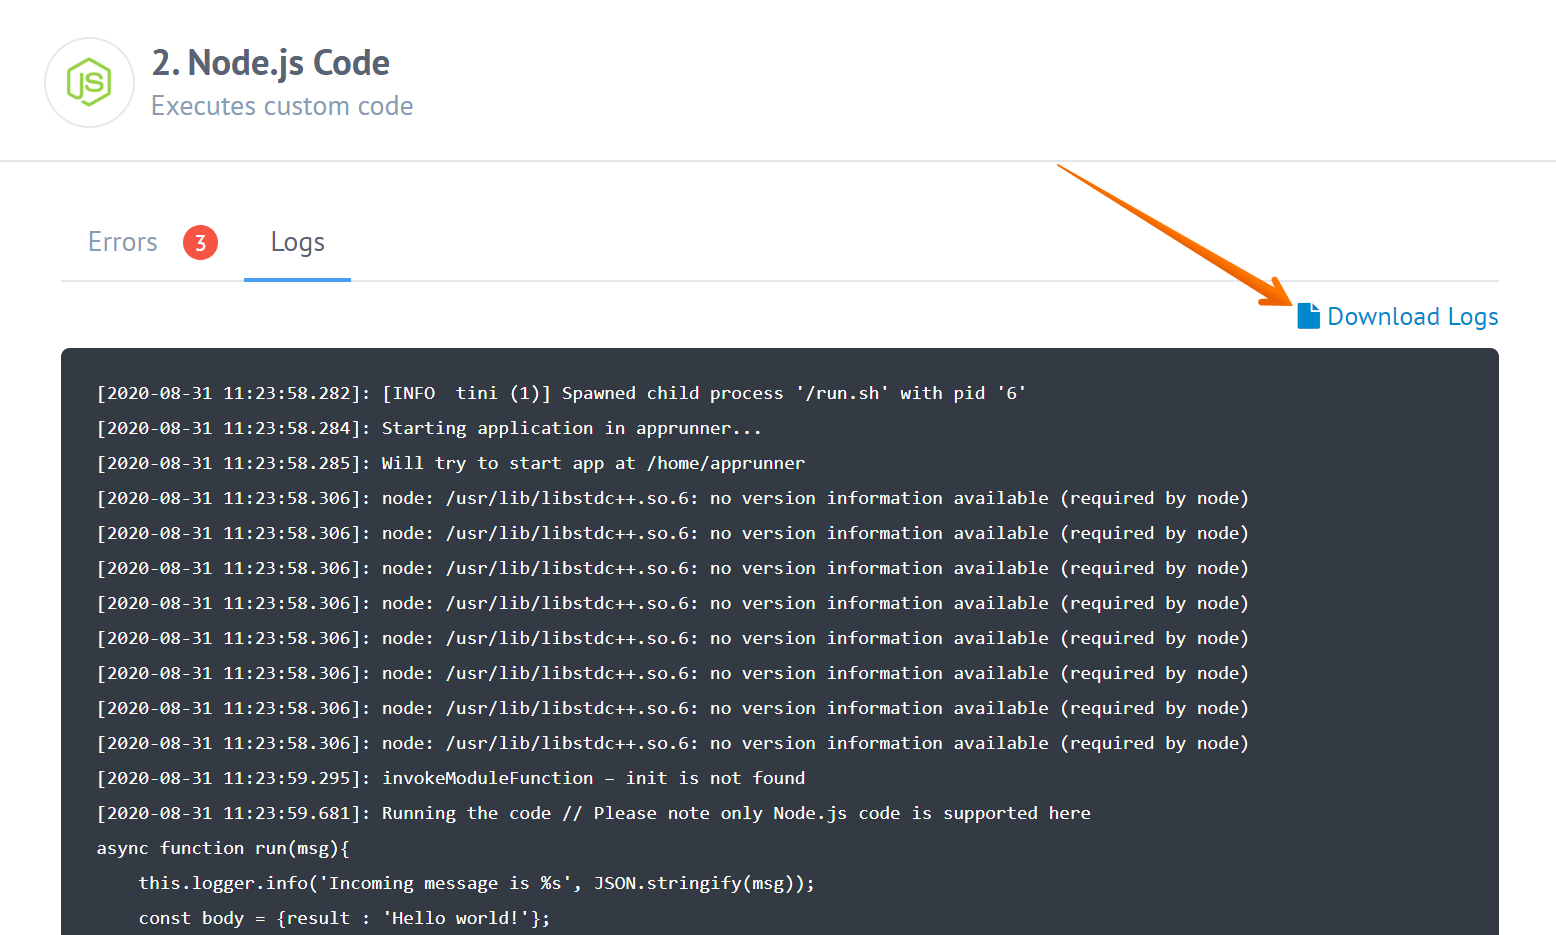 JS
2. Node.js Code
Executes custom code
Errors 3 Logs
Download Logs
[2020-08-31 11:23:58.282]: [INFO  tini (1)] Spawned child process '/run.sh' with pid '6'
[2020-08-31 11:23:58.284]: Starting application in apprunner...
[2020-08-31 11:23:58.285]: Will try to start app at /home/apprunner
[2020-08-31 11:23:58.306]: node: /usr/lib/libstdc++.so.6: no version information available (required by node)
[2020-08-31 11:23:58.306]: node: /usr/lib/libstdc++.so.6: no version information available (required by node)
[2020-08-31 11:23:58.306]: node: /usr/lib/libstdc++.so.6: no version information available (required by node)
[2020-08-31 11:23:58.306]: node: /usr/lib/libstdc++.so.6: no version information available (required by node)
[2020-08-31 11:23:58.306]: node: /usr/lib/libstdc++.so.6: no version information available (required by node)
[2020-08-31 11:23:58.306]: node: /usr/lib/libstdc++.so.6: no version information available (required by node)
[2020-08-31 11:23:58.306]: node: /usr/lib/libstdc++.so.6: no version information available (required by node)
[2020-08-31 11:23:58.306]: node: /usr/lib/libstdc++.so.6: no version information available (required by node)
[2020-08-31 11:23:59.295]: invokeModuleFunction – init is not found
[2020-08-31 11:23:59.681]: Running the code // Please note only Node.js code is supported here
async function run(msg){
    this.logger.info('Incoming message is %s', JSON.stringify(msg));
    const body = {result : 'Hello world!'};